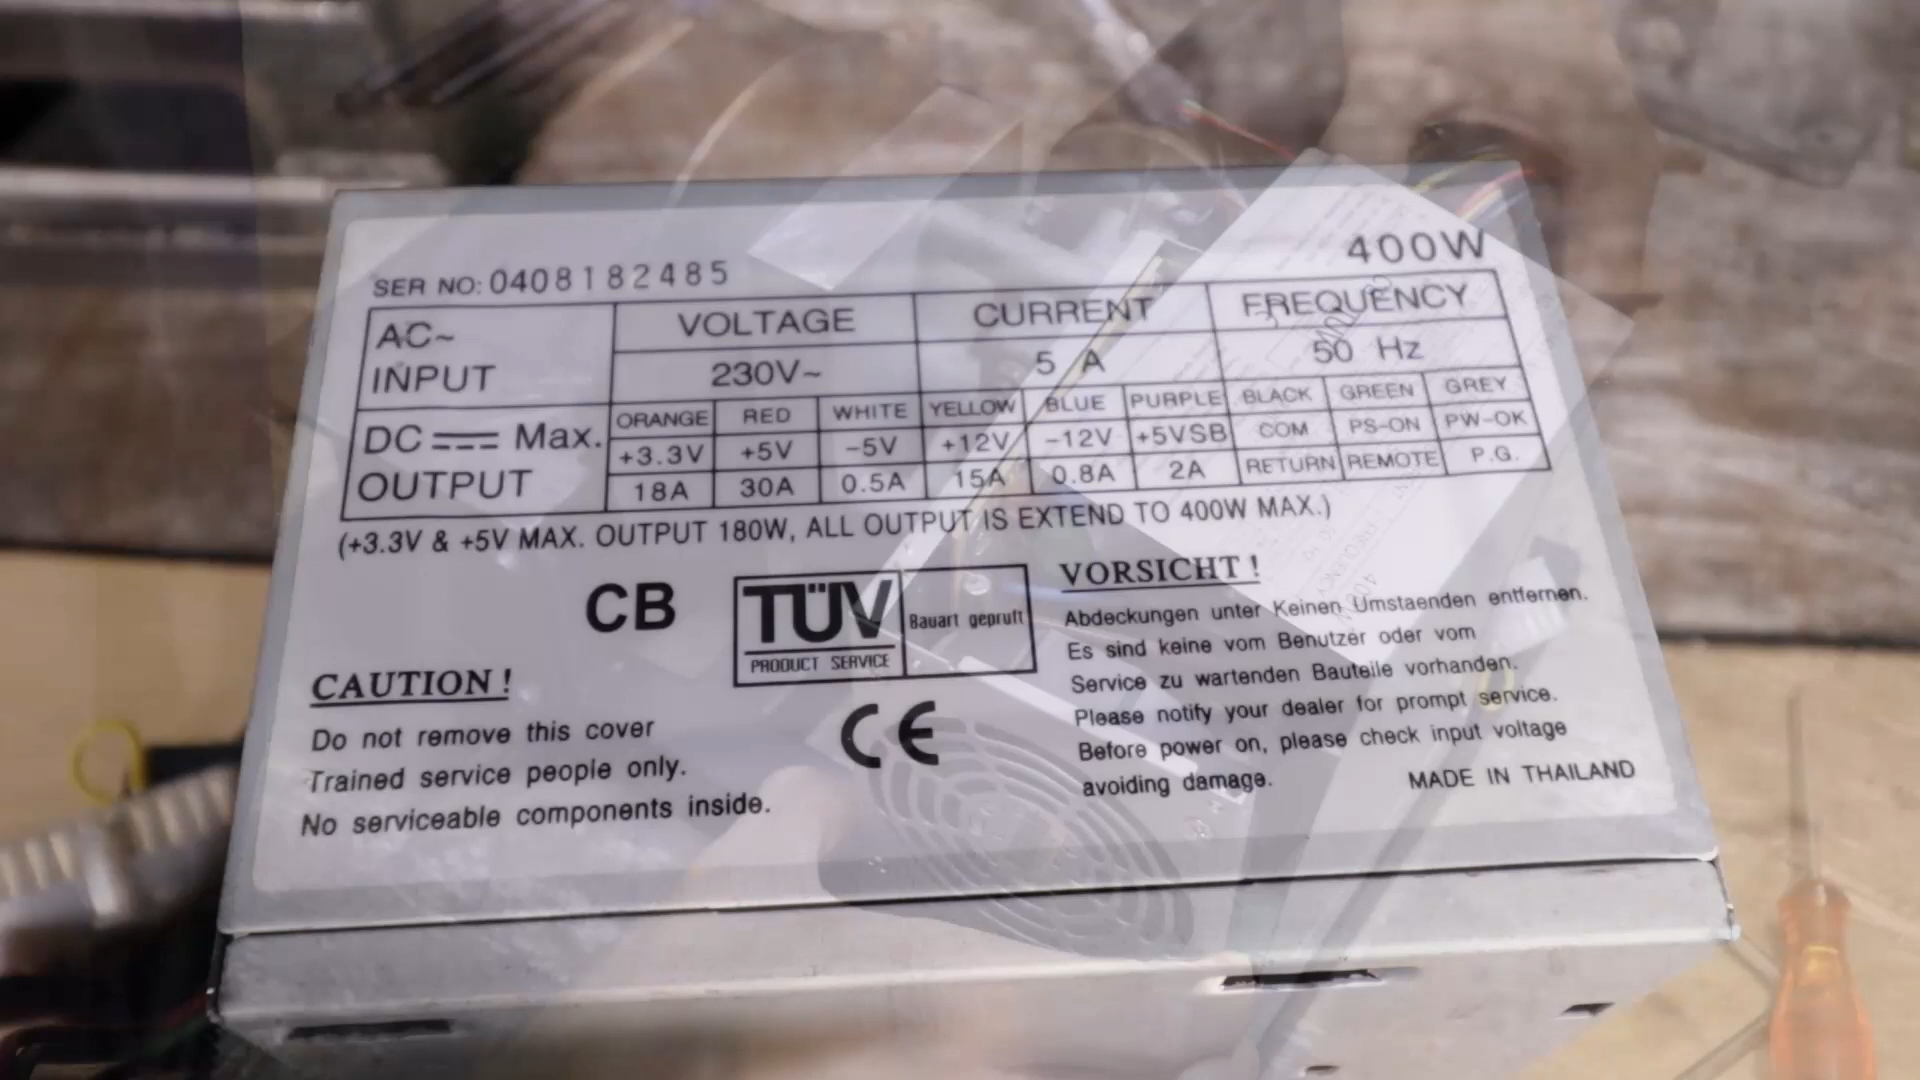 400W
SER NO: 0408182485
AC~ INPUT
VOLTAGE CURRENT FREQUENCY
230V~ 5 A 50 Hz
DC Max. OUTPUT
ORANGE RED WHITE YELLOW BLUE PURPLE BLACK GREEN GREY
+3.3V +5V -5V +12V -12V +5VSB COM PS-ON PW-OK
18A 30A 0.5A 15A 0.8A 2A RETURN REMOTE P.G.
(+3.3V & +5V MAX. OUTPUT 180W, ALL OUTPUT IS EXTEND TO 400W MAX.)
CB
TÜV
PRODUCT SERVICE
Bauart gepruft
CE
CAUTION !
Do not remove this cover
Trained service people only.
No serviceable components inside.
VORSICHT !
Abdeckungen unter Keinen Umstaenden entfernen.
Es sind keine vom Benutzer oder vom
Service zu wartenden Bauteile vorhanden.
Please notify your dealer for prompt service.
Before power on, please check input voltage
avoiding damage.
MADE IN THAILAND